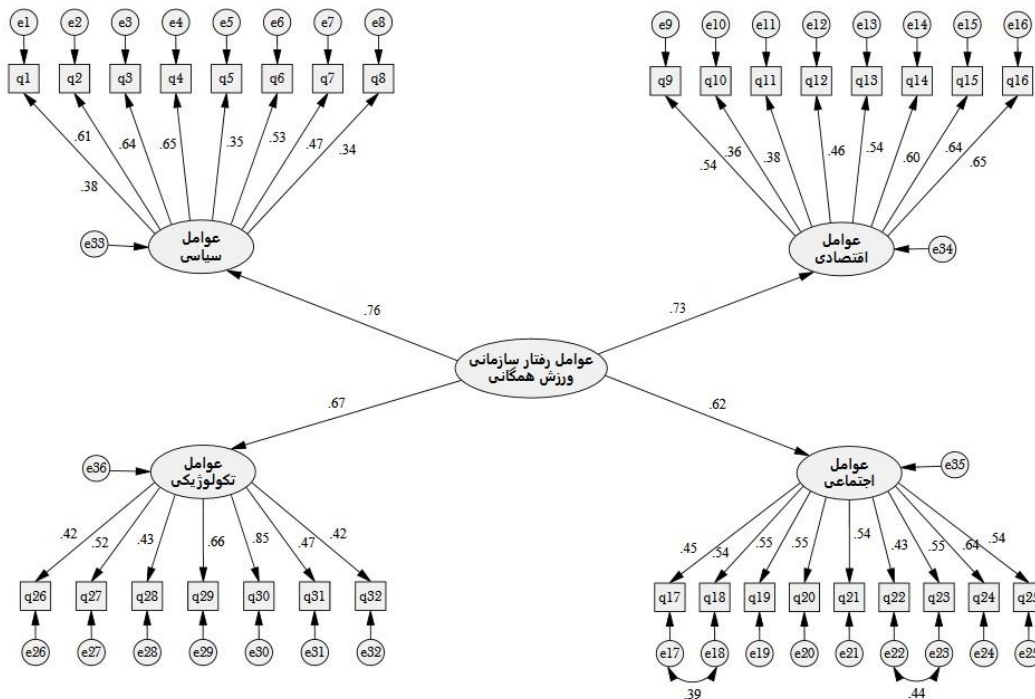 e1 e2 e3 e4 e5 e6 e7 e8
q1 q2 q3 q4 q5 q6 q7 q8
.38 .61 .64 .65 .35 .53 .47 .34
e33
عوامل
سیاسی
e9 e10 e11 e12 e13 e14 e15 e16
q9 q10 q11 q12 q13 q14 q15 q16
.54 .36 .38 .46 .54 .60 .64 .65
عوامل
اقتصادی
e34
.76 .73
عوامل رفتار سازمانی
ورزش همگانی
.67 .62
e36
عوامل
تکولوژیکی
.42 .52 .43 .66 .85 .47 .42
q26 q27 q28 q29 q30 q31 q32
e26 e27 e28 e29 e30 e31 e32
عوامل
اجتماعی
e35
.45 .54 .55 .55 .54 .43 .55 .64 .54
q17 q18 q19 q20 q21 q22 q23 q24 q25
e17 e18 e19 e20 e21 e22 e23 e24 e25
.39 .44